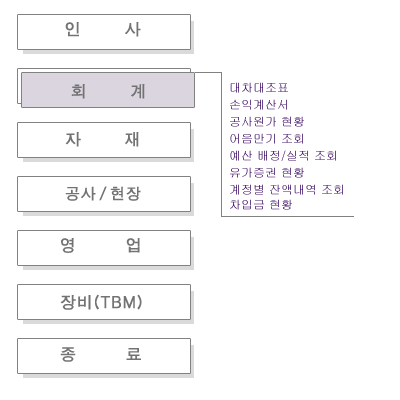 인 사
회 계
대차대조표
손익계산서
공사원가 현황
어음만기 조회
예산 배정/실적 조회
유가증권 현황
계정별 잔액내역 조회
차입금 현황
자 재
공사/현장
영 업
장비(TBM)
종 료